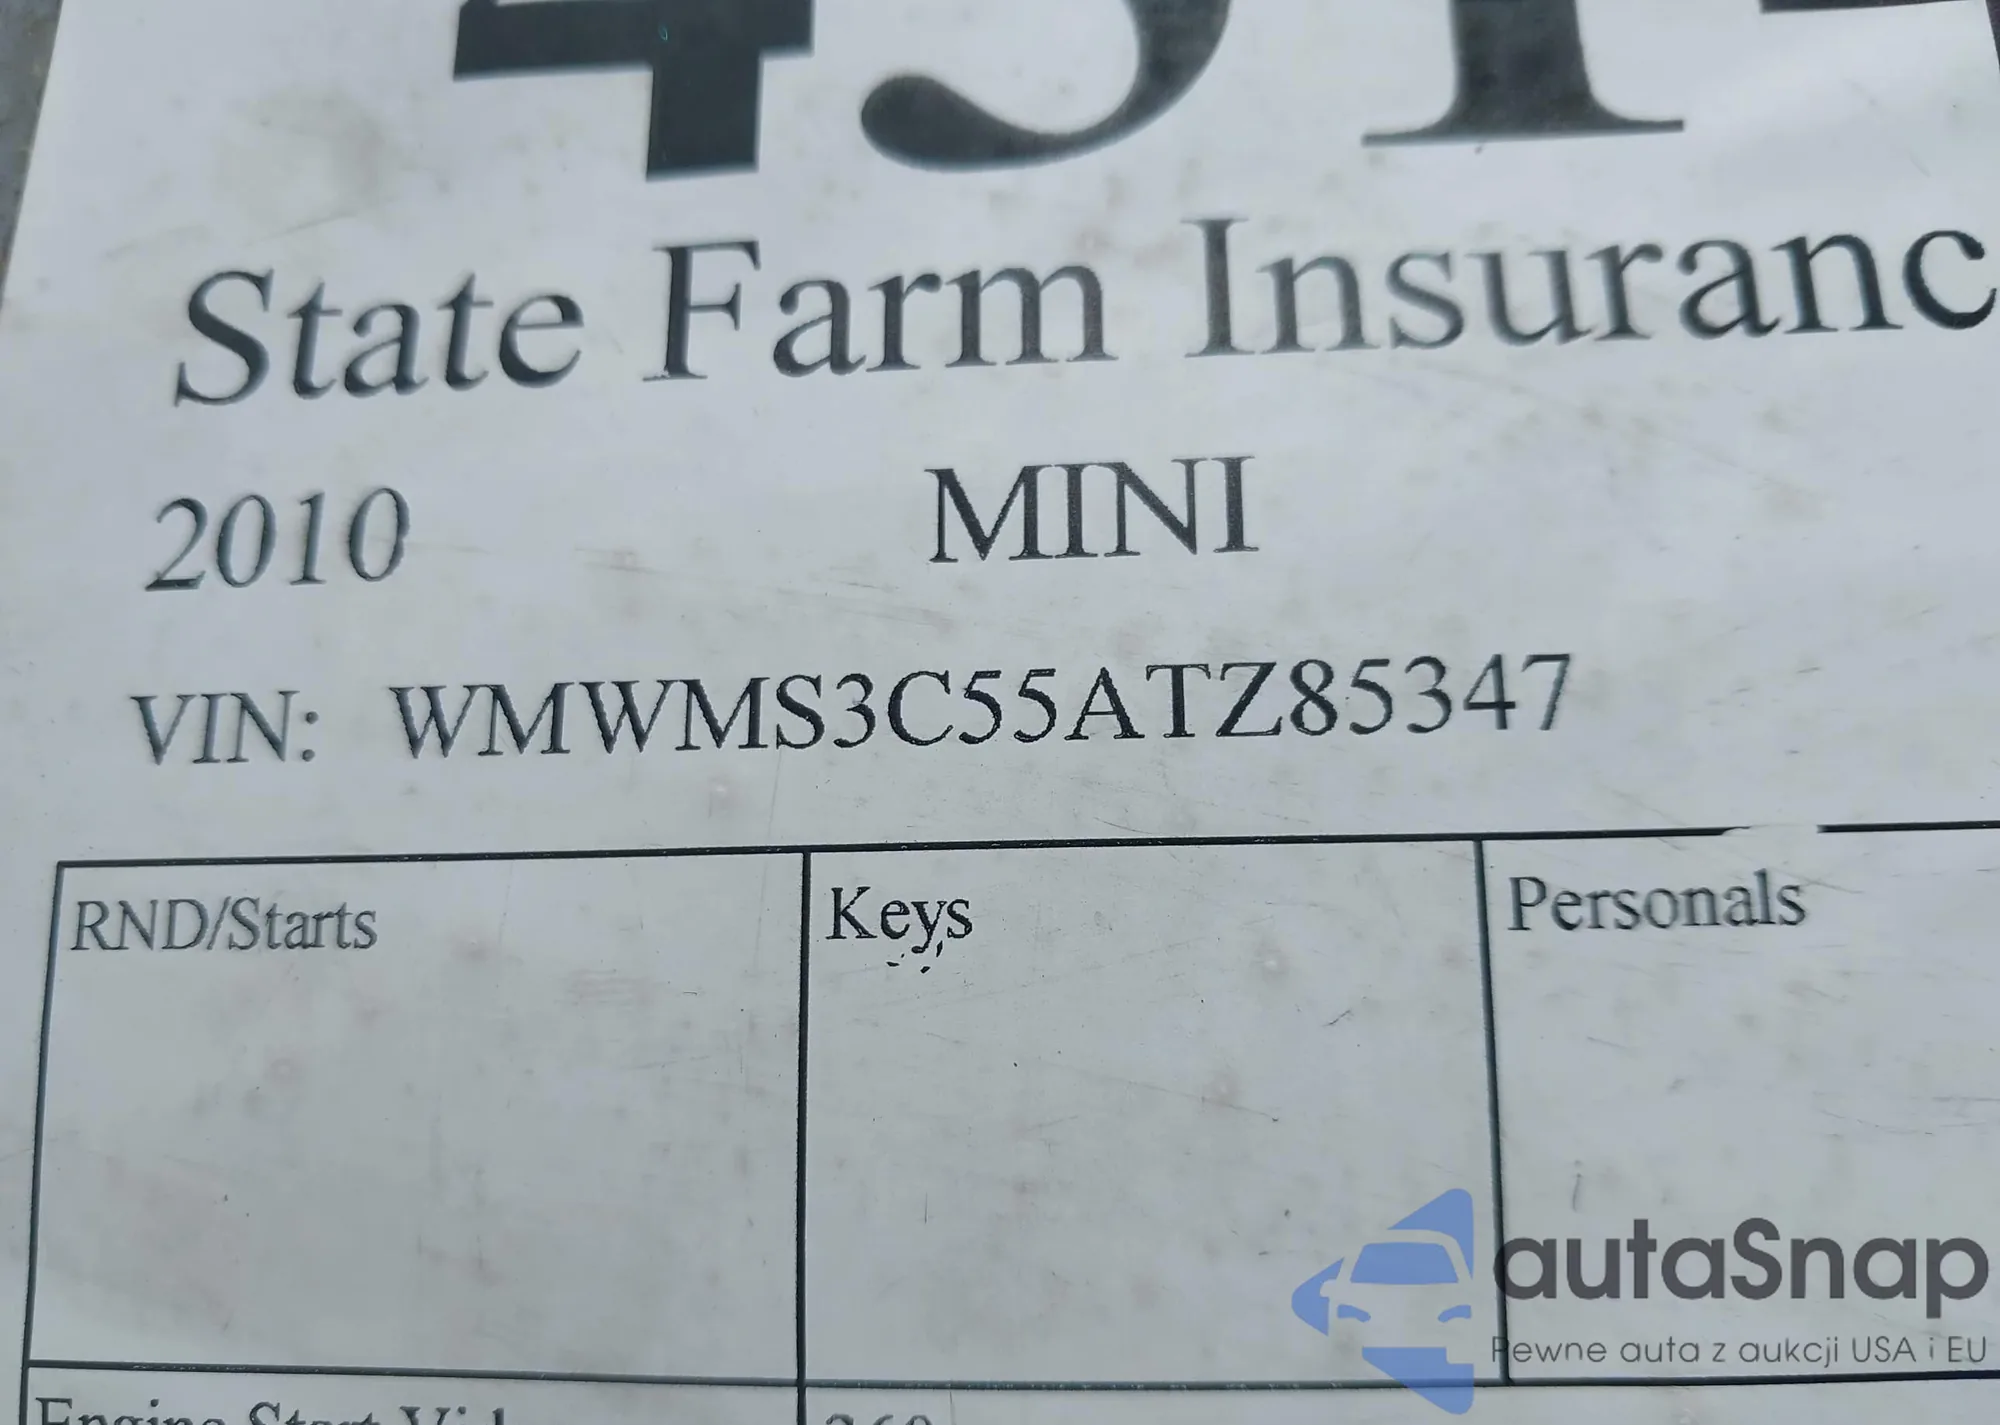 State Farm Insuranc
2010 MINI
VIN: WMWMS3C55ATZ85347
RND/Starts Keys Personals
autaSnap
Pewne auta z aukcji USA i EU